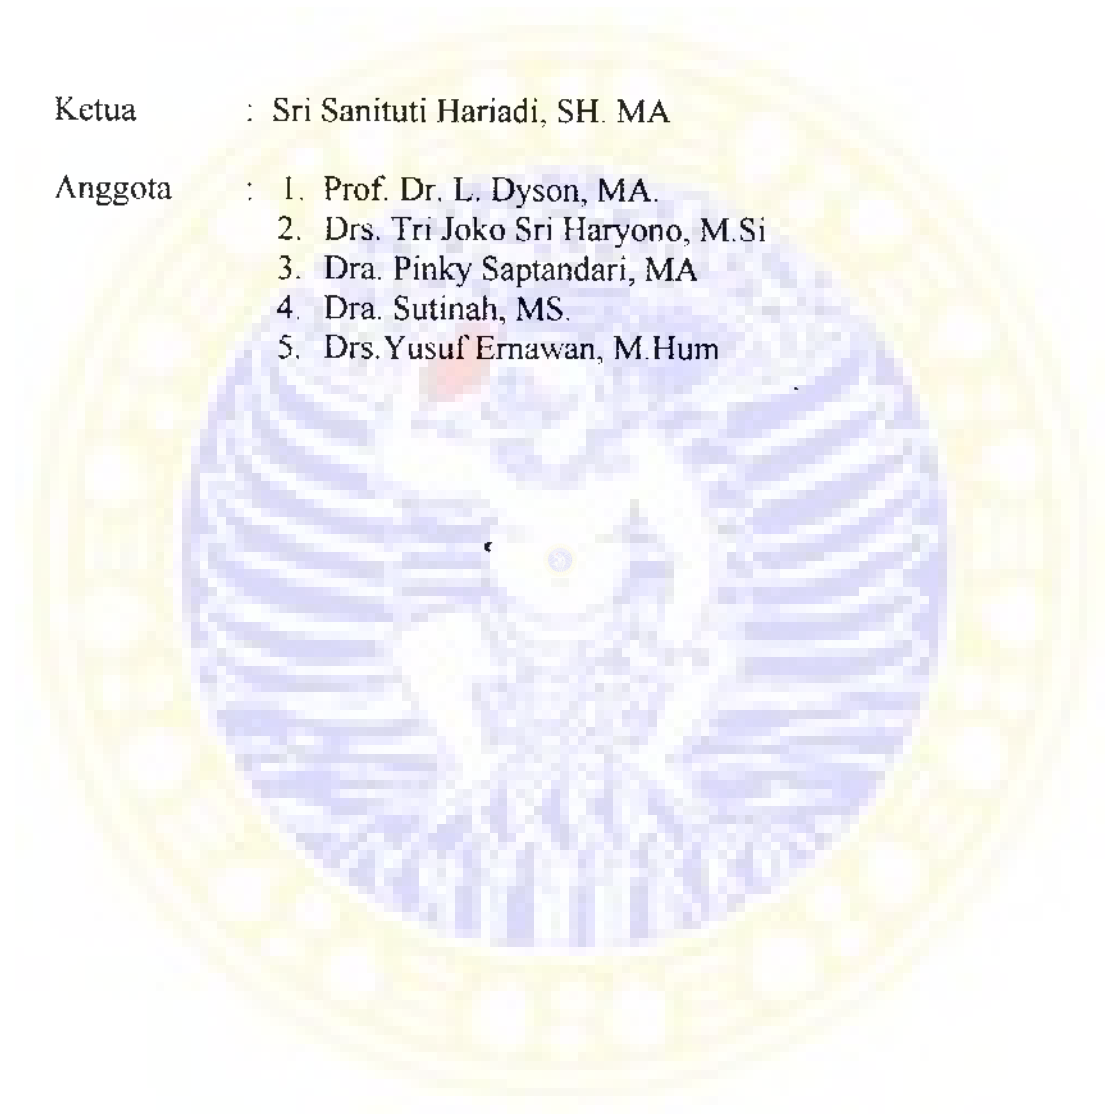 Ketua : Sri Sanituti Hariadi, SH. MA
Anggota : 1. Prof. Dr. L. Dyson, MA.
2. Drs. Tri Joko Sri Haryono, M.Si
3. Dra. Pinky Saptandari, MA
4. Dra. Sutinah, MS.
5. Drs.Yusuf Ernawan, M.Hum